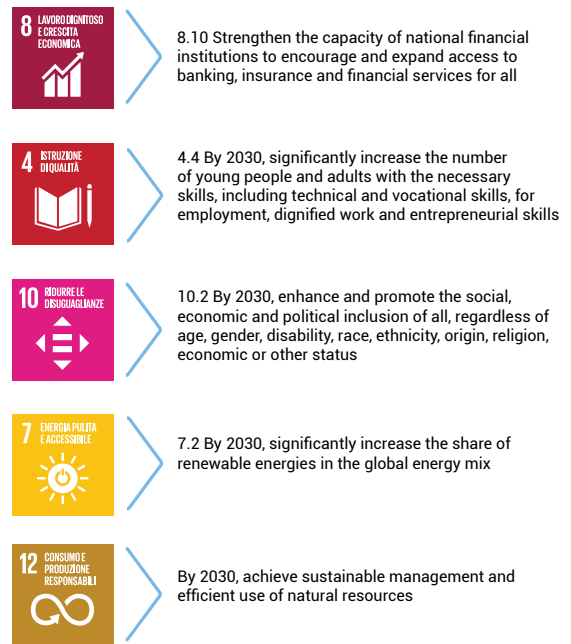 8 LAVORO DIGNITOSO
E CRESCITA
ECONOMICA
8.10 Strengthen the capacity of national financial
institutions to encourage and expand access to
banking, insurance and financial services for all
4 ISTRUZIONE
DI QUALITÀ
4.4 By 2030, significantly increase the number
of young people and adults with the necessary
skills, including technical and vocational skills, for
employment, dignified work and entrepreneurial skills
10 RIDURRE LE
DISUGUAGLIANZE
10.2 By 2030, enhance and promote the social,
economic and political inclusion of all, regardless of
age, gender, disability, race, ethnicity, origin, religion,
economic or other status
7 ENERGIA PULITA
E ACCESSIBILE
7.2 By 2030, significantly increase the share of
renewable energies in the global energy mix
12 CONSUMO E
PRODUZIONE
RESPONSABILI
By 2030, achieve sustainable management and
efficient use of natural resources